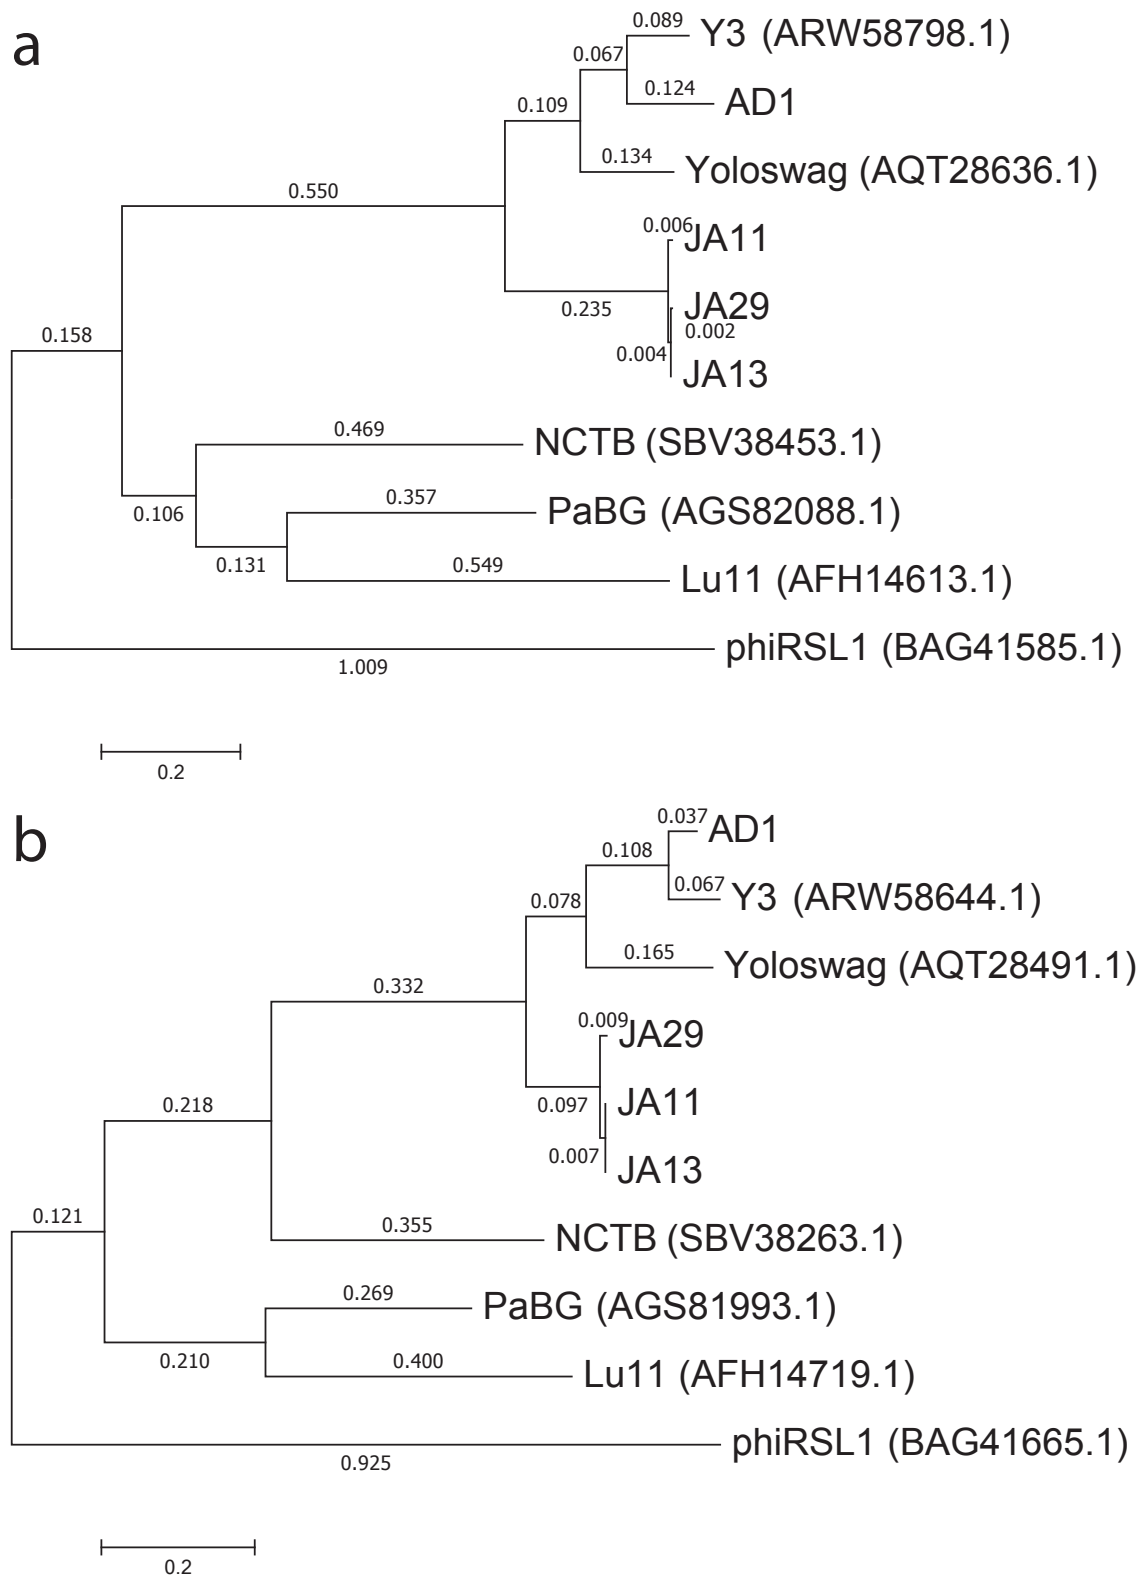 a
0.089
Y3 (ARW58798.1)
0.067
0.124
AD1
0.109
0.134
Yoloswag (AQT28636.1)
0.550
0.006
JA11
0.235
JA29
0.002
0.004
JA13
0.158
0.469
NCTB (SBV38453.1)
0.106
0.357
PaBG (AGS82088.1)
0.131
0.549
Lu11 (AFH14613.1)
phiRSL1 (BAG41585.1)
1.009
0.2
b
0.037
AD1
0.108
0.067
Y3 (ARW58644.1)
0.078
0.165
Yoloswag (AQT28491.1)
0.332
0.009
JA29
0.097
JA11
0.007
JA13
0.218
0.355
NCTB (SBV38263.1)
0.121
0.269
PaBG (AGS81993.1)
0.210
0.400
Lu11 (AFH14719.1)
phiRSL1 (BAG41665.1)
0.925
0.2